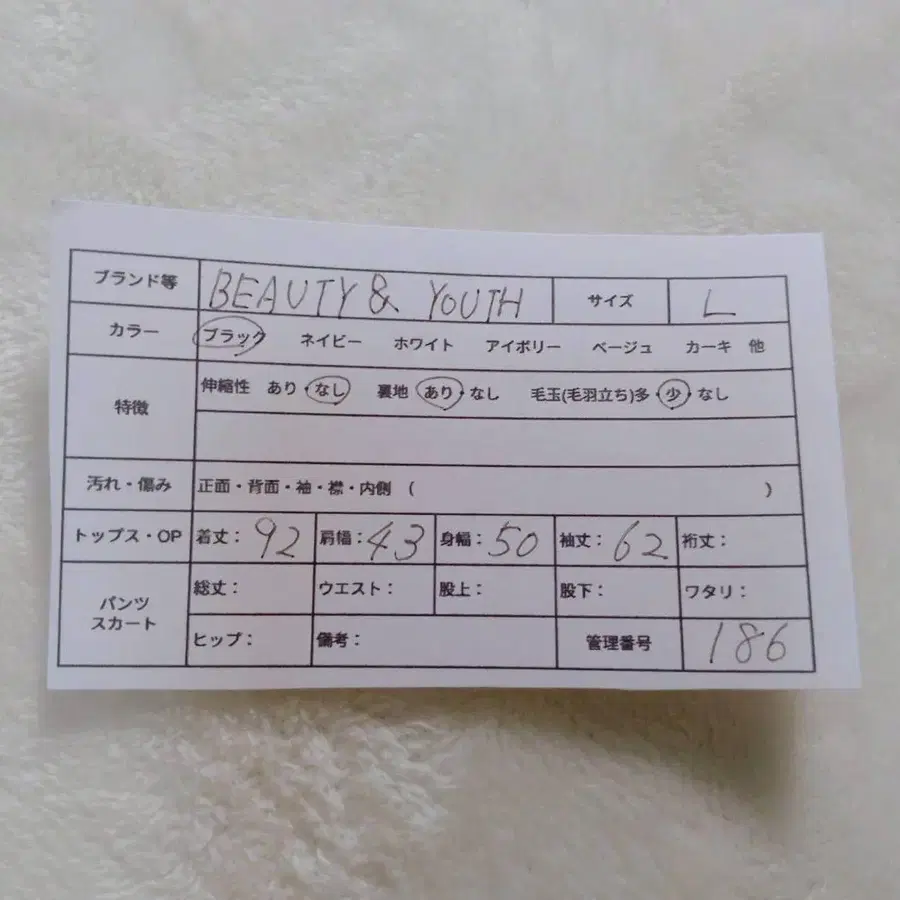 ブランド等 BEAUTY & YOUTH サイズ L
カラー ブラック ネイビー ホワイト アイボリー ベージュ カーキ 他
特徴 伸縮性 あり・なし 裏地 あり・なし 毛玉(毛羽立ち)多・少・なし
汚れ・傷み 正面・背面・袖・襟・内側 ( )
トップス・OP 着丈: 92 肩幅: 43 身幅: 50 袖丈: 62 裄丈:
パンツ スカート 総丈: ウエスト: 股上: 股下: ワタリ:
ヒップ: 備考: 管理番号 186